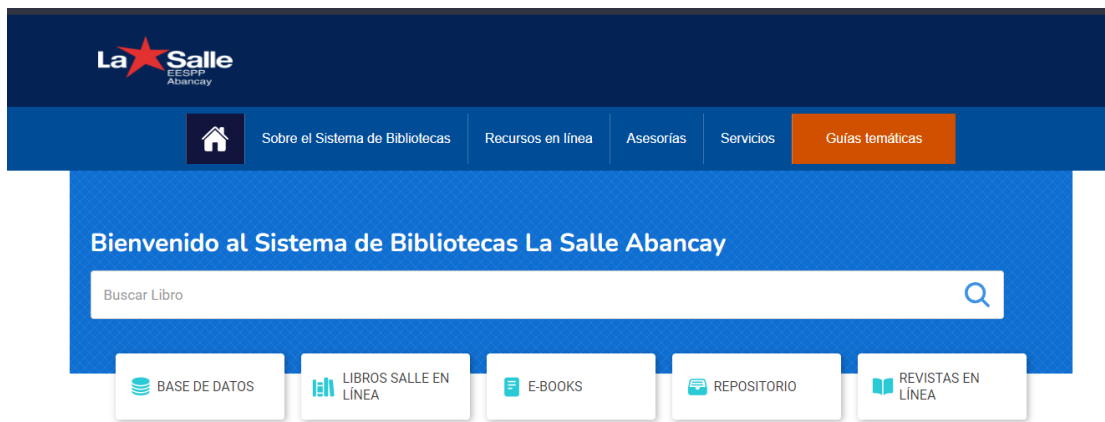 La Salle
EESPP
Abancay
Sobre el Sistema de Bibliotecas
Recursos en línea
Asesorías
Servicios
Guías temáticas
Bienvenido al Sistema de Bibliotecas La Salle Abancay
Buscar Libro
BASE DE DATOS
LIBROS SALLE EN
LÍNEA
E-BOOKS
REPOSITORIO
REVISTAS EN
LÍNEA